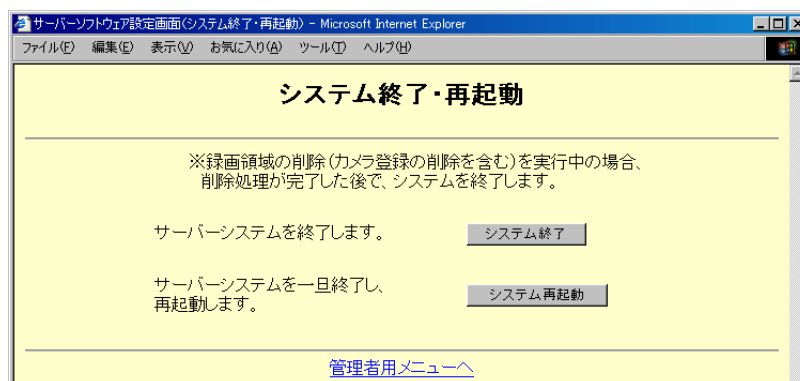 サーバーソフトウェア設定画面(システム終了・再起動) - Microsoft Internet Explorer
ファイル(F) 編集(E) 表示(V) お気に入り(A) ツール(T) ヘルプ(H)
システム終了・再起動
※録画領域の削除(カメラ登録の削除を含む)を実行中の場合、
削除処理が完了した後で、システムを終了します。
サーバーシステムを終了します。 システム終了
サーバーシステムを一旦終了し、
再起動します。 システム再起動
管理者用メニューへ